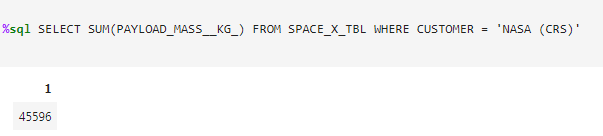 %sql SELECT SUM(PAYLOAD_MASS__KG_) FROM SPACE_X_TBL WHERE CUSTOMER = 'NASA (CRS)'
1
45596